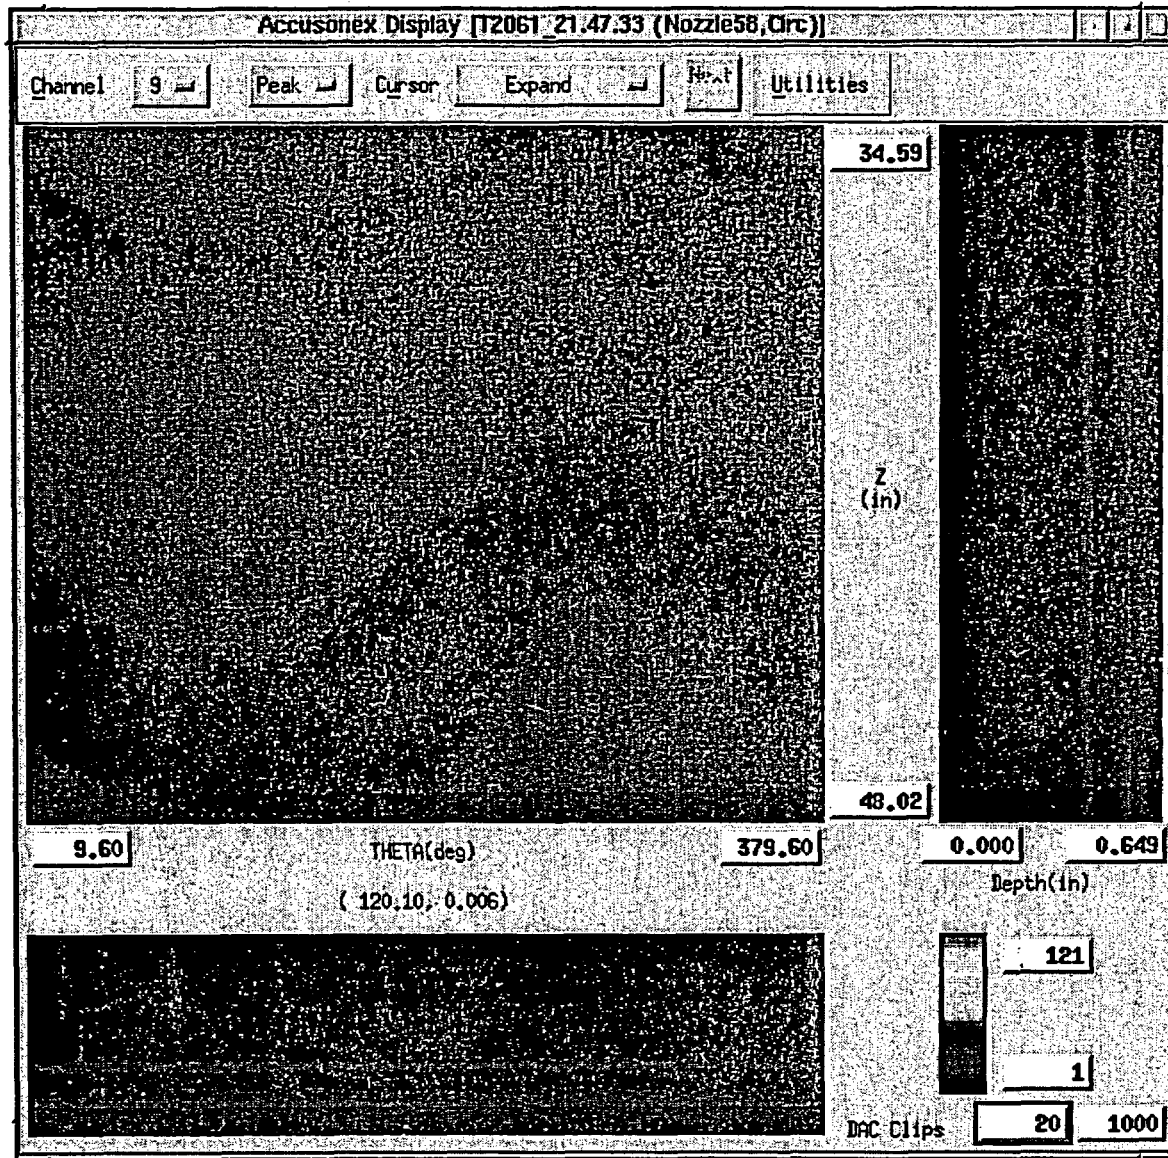 Accusonex Display [T2061_21.47.33 (Nozzle58,Circ)]
Channel 9 Peak Cursor Expand Utilities
34.59
Z
(in)
48.02
9.60 THETA(deg) 379.60 0.000 0.649
Depth(in)
( 120.10, 0.006)
121
1
DAC Clips 20 1000